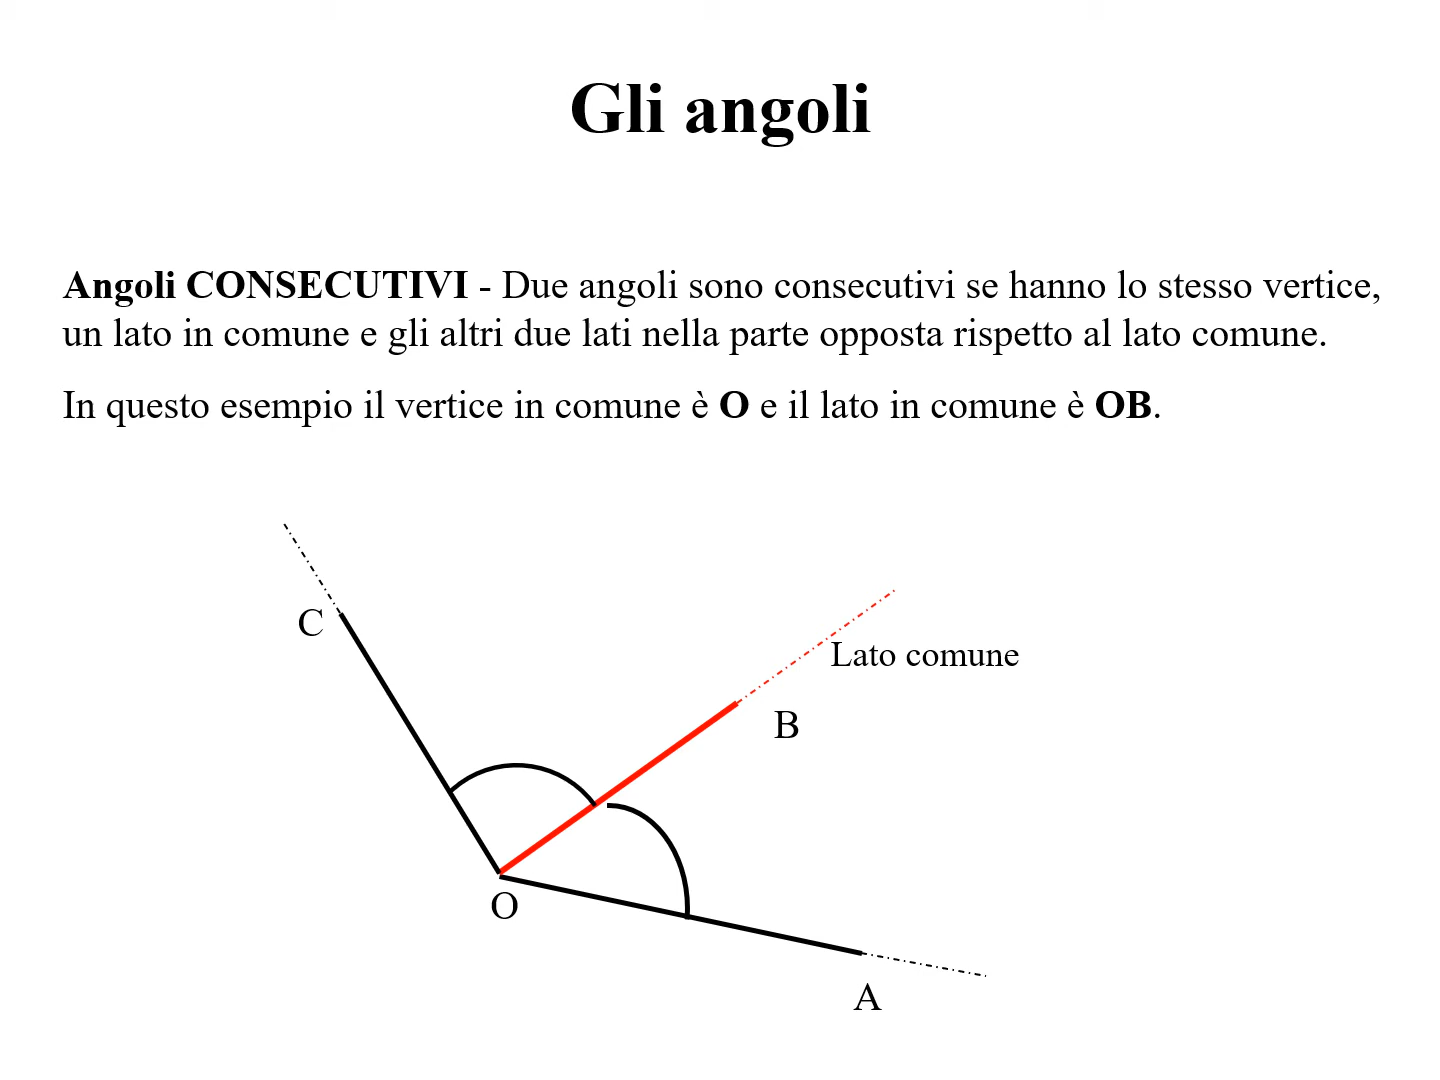 Gli angoli
Angoli CONSECUTIVI - Due angoli sono consecutivi se hanno lo stesso vertice,
un lato in comune e gli altri due lati nella parte opposta rispetto al lato comune.
In questo esempio il vertice in comune è O e il lato in comune è OB.
C
Lato comune
B
O
A